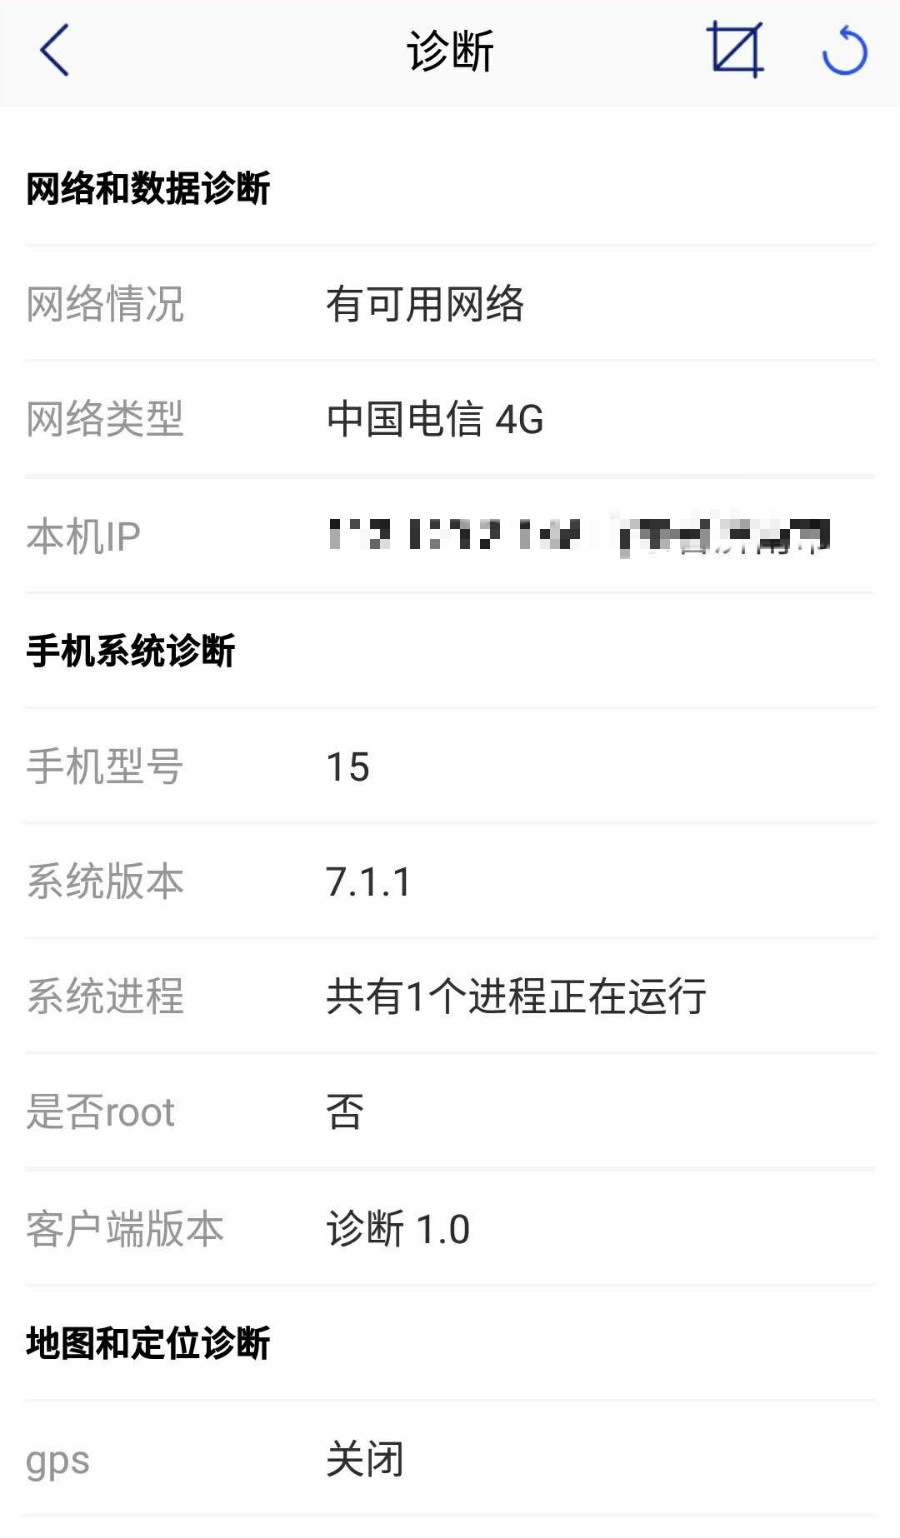 诊断
网络和数据诊断
网络情况 有可用网络
网络类型 中国电信 4G
本机IP
手机系统诊断
手机型号 15
系统版本 7.1.1
系统进程 共有1个进程正在运行
是否root 否
客户端版本 诊断 1.0
地图和定位诊断
gps 关闭